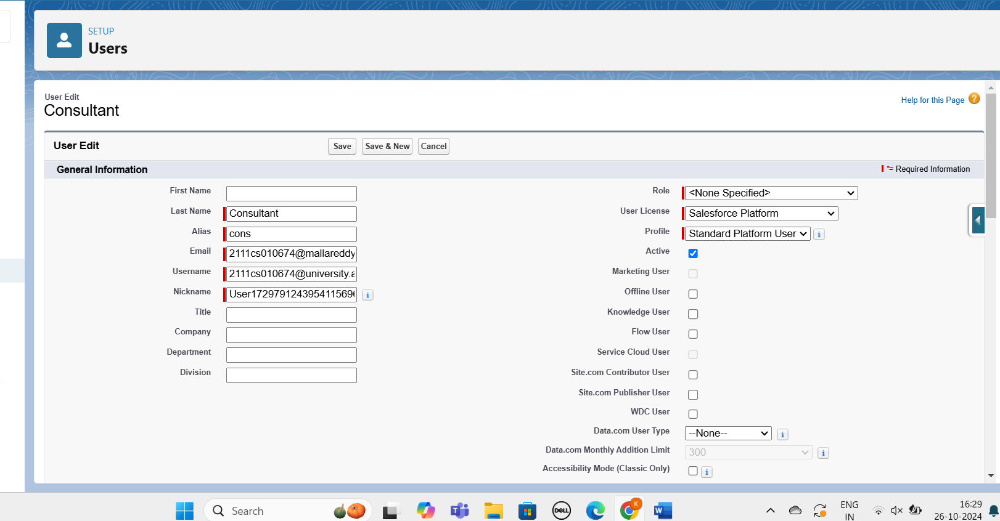 SETUP
Users
User Edit
Consultant
Help for this Page ?
User Edit
Save
Save & New
Cancel
General Information
*= Required Information
First Name
Last Name
Consultant
Alias
cons
Email
2111cs010674@mallareddy
Username
2111cs010674@university.a
Nickname
User1729791243954115696
i
Title
Company
Department
Division
Role
<None Specified>
User License
Salesforce Platform
Profile
Standard Platform User
i
Active
Marketing User
Offline User
Knowledge User
Flow User
Service Cloud User
Site.com Contributor User
Site.com Publisher User
WDC User
Data.com User Type
--None--
i
Data.com Monthly Addition Limit
300
i
Accessibility Mode (Classic Only)
i
Search
DELL
K
W
ENG
IN
16:29
26-10-2024